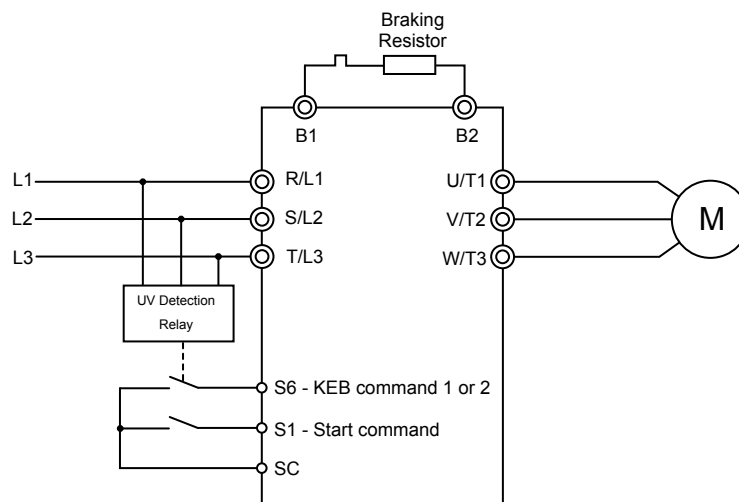 Braking
Resistor
B1
B2
L1
R/L1
U/T1
L2
S/L2
V/T2
M
L3
T/L3
W/T3
UV Detection
Relay
S6 - KEB command 1 or 2
S1 - Start command
SC